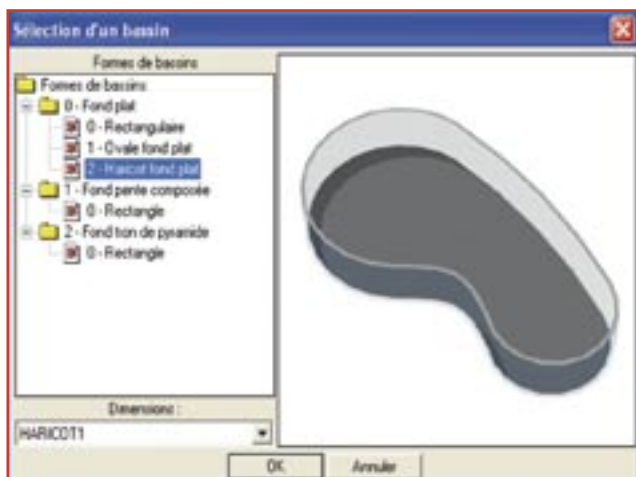 Sélection d'un bassin
Formes de bassins
Formes de bassins
0 - Fond plat
0 - Rectangulaire
1 - Ovale fond plat
2 - Haricot fond plat
1 - Fond pente composée
0 - Rectangle
2 - Fond tron de pyramide
0 - Rectangle
Dimensions :
HARICOT1
OK
Annuler